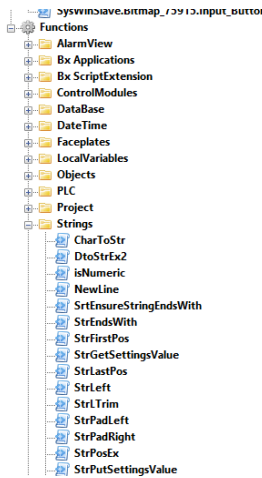 SysWinSlave.Bitmap_75915.Input_Button
Functions
AlarmView
Bx Applications
Bx ScriptExtension
ControlModules
DataBase
DateTime
Faceplates
LocalVariables
Objects
PLC
Project
Strings
CharToStr
DtoStrEx2
isNumeric
NewLine
SrtEnsureStringEndsWith
StrEndsWith
StrFirstPos
StrGetSettingsValue
StrLastPos
StrLeft
StrLTrim
StrPadLeft
StrPadRight
StrPosEx
StrPutSettingsValue